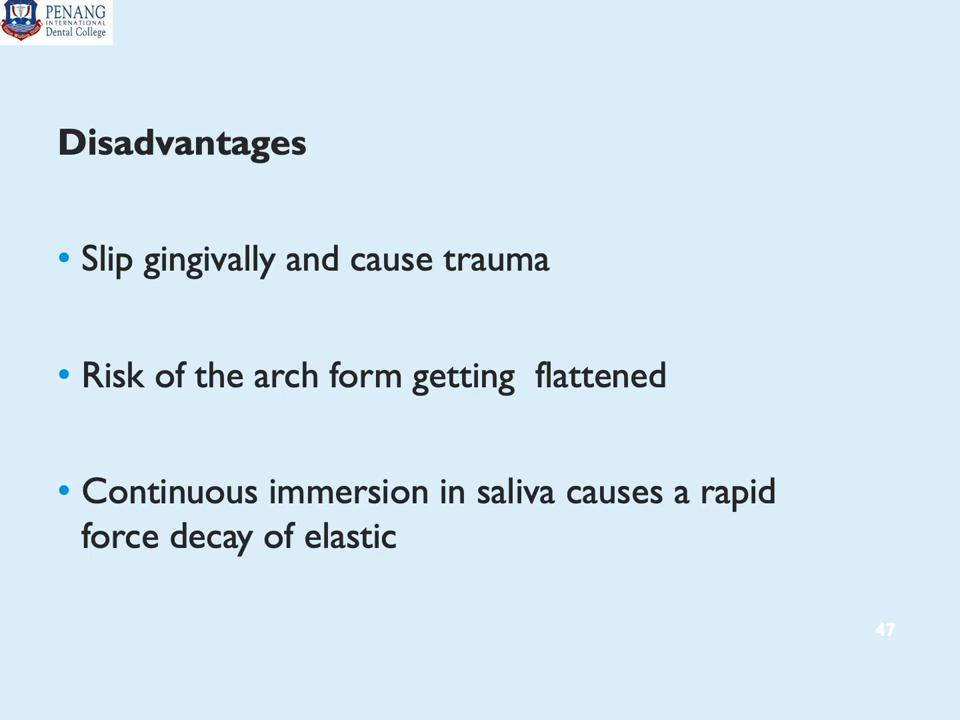 PENANG
INTERNATIONAL
Dental College
Disadvantages
• Slip gingivally and cause trauma
• Risk of the arch form getting flattened
• Continuous immersion in saliva causes a rapid
force decay of elastic
47